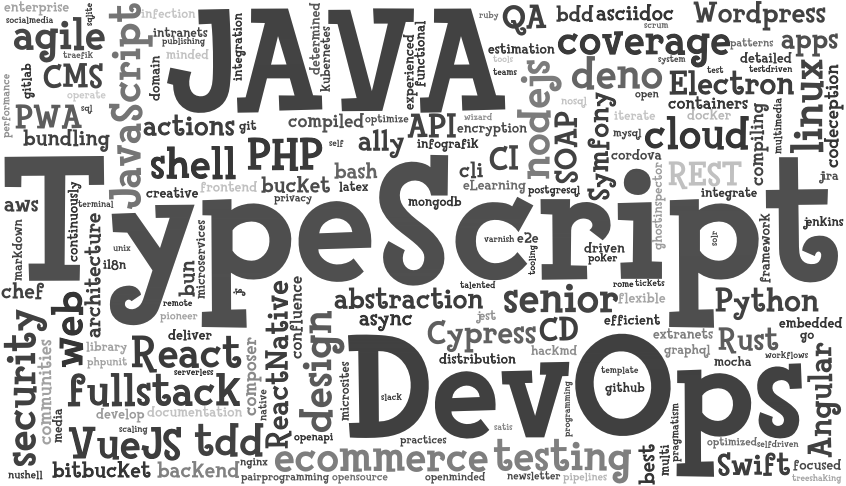 enterprise
socialmedia
sqlite
agile
traefik
gitlab
CMS
performance
operate
PWA
sql
bundling
JavaScript
infection
intranets
publishing
minded
domain
JAVA
integration
determined
kubernetes
experienced
functional
ruby
QA
bdd
asciidoc
scrum
Wordpress
estimation
coverage
patterns
apps
tools
teams
system
detailed
test
testdriven
nodejs
deno
open
Electron
containers
nosql
linux
codeception
multimedia
compiling
actions
git
compiled
optimize
API
wizard
encryption
SOAP
Symfony
iterate
docker
mysql
cloud
shell
PHP
self
ally
infografik
CI
cli
cordova
REST
jra
creative
frontend
bucket
bash
latex
privacy
eLearning
postgresql
mongodb
ghostinspector
integrate
TypeScript
aws
markdown
continuously
terminal
architecture
unix
i18n
bun
microservices
varnish
e2e
tooling
driven
poker
solr
framework
jenkins
chef
web
remote
pioneer
talented
rome
tickets
abstraction
senior
flexible
Python
ReactNative
confluence
async
jest
efficient
embedded
go
security
communities
library
phpunit
deliver
React
serverless
composer
design
Cypress
CD
hackmd
extranets
graphql
Rust
workflows
mocha
distribution
fullstack
native
microsites
DevOps
slack
template
github
programming
pragmatism
Angular
develop
documentation
media
scaling
VueJS
tdd
openapi
practices
satis
optimised
selfdriven
ecommerce
testing
nushell
bitbucket
backend
nginx
pairprogramming
opensource
openminded
newsletter
pipelines
best
multi
Swift
focused
treeshaking